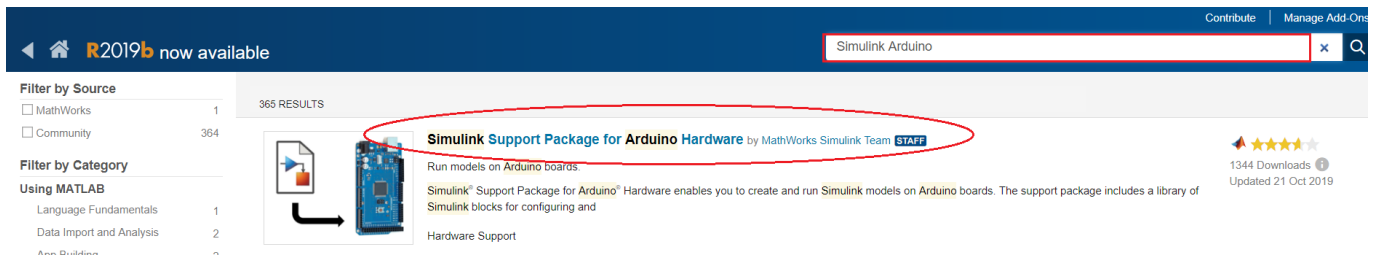 Contribute | Manage Add-Ons
R2019b now available
Simulink Arduino
Filter by Source
MathWorks 1
Community 364
365 RESULTS
Simulink Support Package for Arduino Hardware by MathWorks Simulink Team STAFF
Run models on Arduino boards.
Simulink® Support Package for Arduino® Hardware enables you to create and run Simulink models on Arduino boards. The support package includes a library of
Simulink blocks for configuring and
Hardware Support
1344 Downloads
Updated 21 Oct 2019
Filter by Category
Using MATLAB
Language Fundamentals 1
Data Import and Analysis 2
App Building